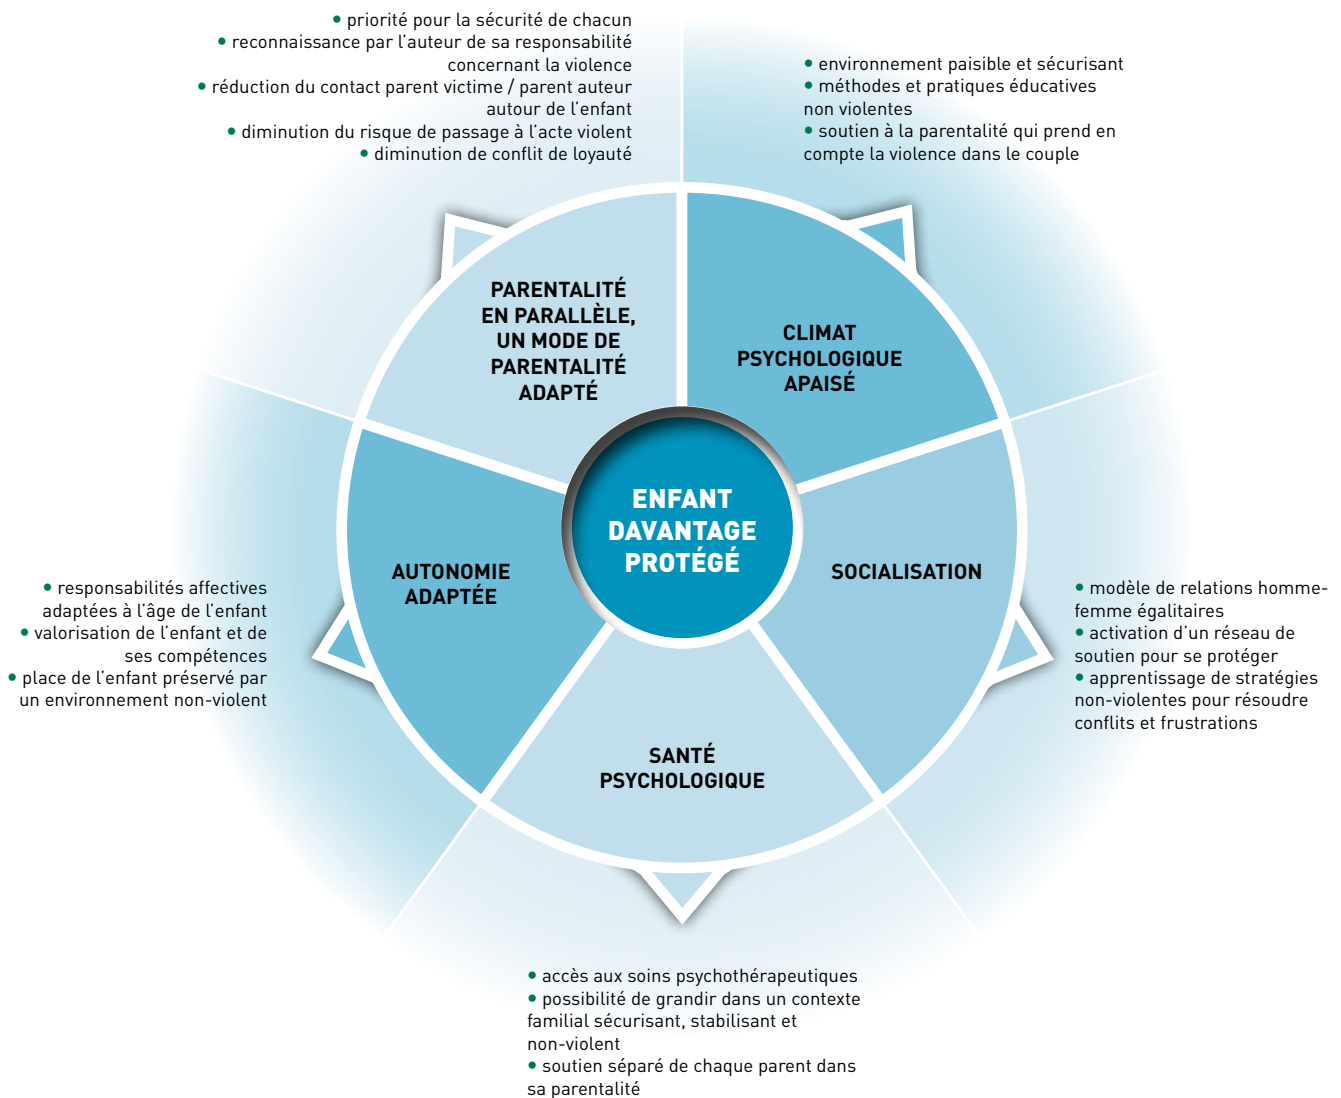 • priorité pour la sécurité de chacun
• reconnaissance par l’auteur de sa responsabilité
concernant la violence
• réduction du contact parent victime / parent auteur
autour de l’enfant
• diminution du risque de passage à l’acte violent
• diminution de conflit de loyauté
• environnement paisible et sécurisant
• méthodes et pratiques éducatives
non violentes
• soutien à la parentalité qui prend en
compte la violence dans le couple
PARENTALITÉ
EN PARALLÈLE,
UN MODE DE
PARENTALITÉ
ADAPTÉ
CLIMAT
PSYCHOLOGIQUE
APAISÉ
ENFANT
DAVANTAGE
PROTÉGÉ
AUTONOMIE
ADAPTÉE
SOCIALISATION
• responsabilités affectives
adaptées à l’âge de l’enfant
• valorisation de l’enfant et de
ses compétences
• place de l’enfant préservé par
un environnement non-violent
• modèle de relations homme-
femme égalitaires
• activation d’un réseau de
soutien pour se protéger
• apprentissage de stratégies
non-violentes pour résoudre
conflits et frustrations
SANTÉ
PSYCHOLOGIQUE
• accès aux soins psychothérapeutiques
• possibilité de grandir dans un contexte
familial sécurisant, stabilisant et
non-violent
• soutien séparé de chaque parent dans
sa parentalité